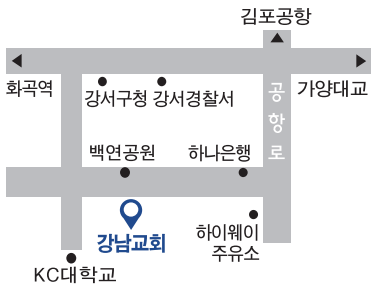 김포공항
화곡역
강서구청
강서경찰서
공항로
가양대교
백연공원
하나은행
강남교회
하이웨이
주유소
KC대학교